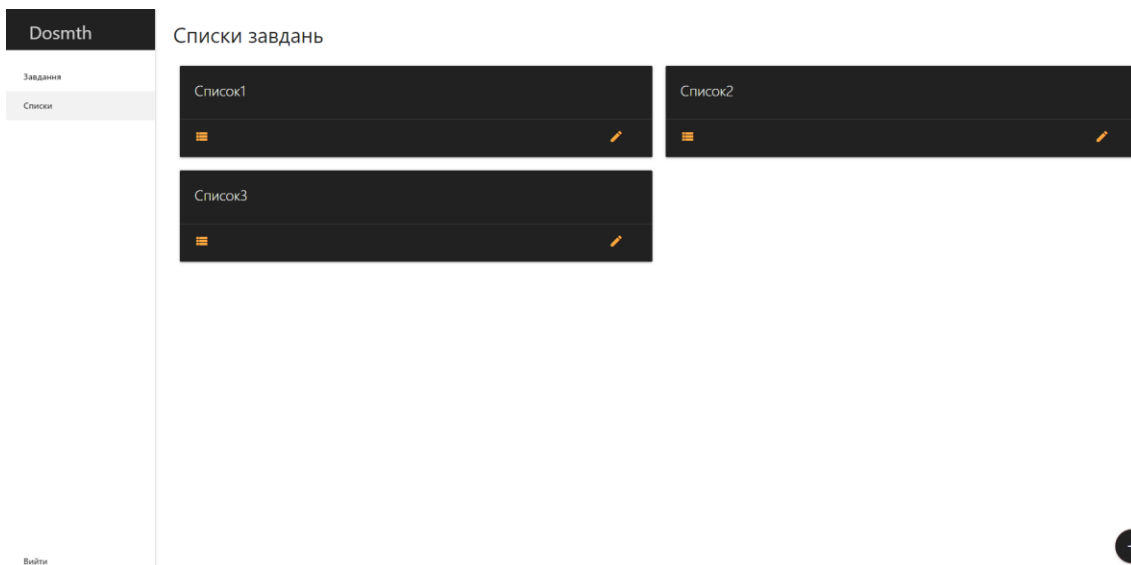 Dosmth
Завдання
Списки
Вийти
Списки завдань
Список1
Список2
Список3